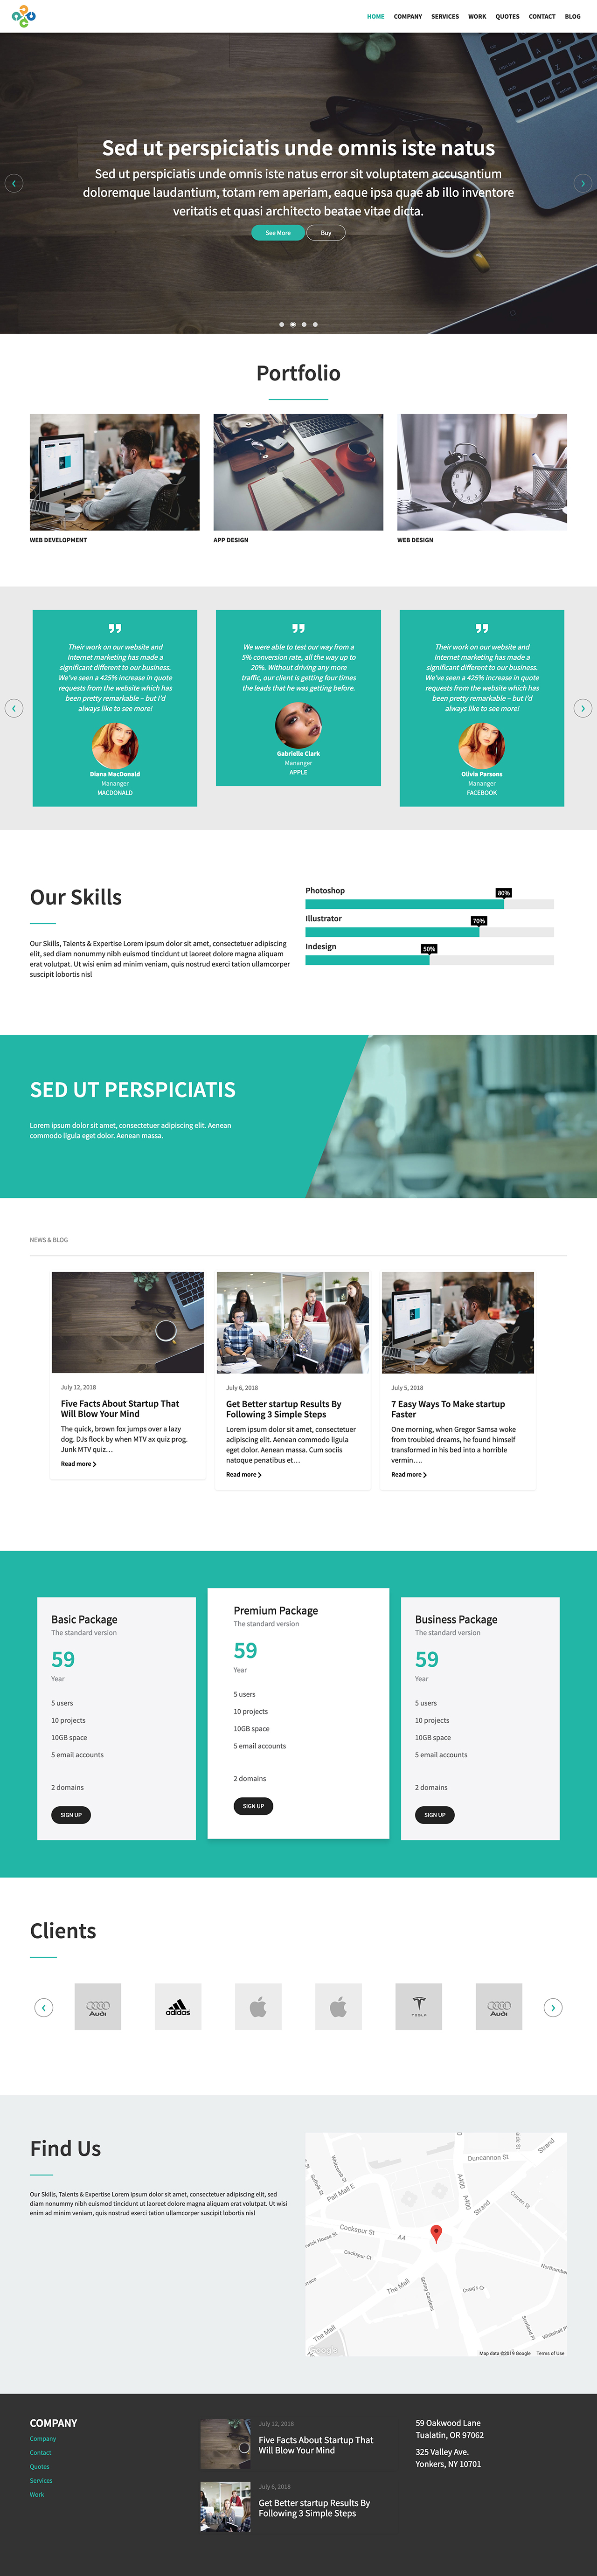 HOME COMPANY SERVICES WORK QUOTES CONTACT BLOG
Sed ut perspiciatis unde omnis iste natus
Sed ut perspiciatis unde omnis iste natus error sit voluptatem accusantium
doloremque laudantium, totam rem aperiam, eaque ipsa quae ab illo inventore
veritatis et quasi architecto beatae vitae dicta.
See More Buy
Portfolio
WEB DEVELOPMENT
APP DESIGN
WEB DESIGN
Their work on our website and
Internet marketing has made a
significant different to our business.
We've seen a 425% increase in quote
requests from the website which has
been pretty remarkable – but I'd
always like to see more!
Diana MacDonald
Mananger
MACDONALD
We were able to test our way from a
5% conversion rate, all the way up to
20%. Without driving any more
traffic, our client is getting four times
the leads that he was getting before.
Gabrielle Clark
Mananger
APPLE
Their work on our website and
Internet marketing has made a
significant different to our business.
We've seen a 425% increase in quote
requests from the website which has
been pretty remarkable – but I'd
always like to see more!
Olivia Parsons
Mananger
FACEBOOK
Our Skills
Our Skills, Talents & Expertise Lorem ipsum dolor sit amet, consectetuer adipiscing
elit, sed diam nonummy nibh euismod tincidunt ut laoreet dolore magna aliquam
erat volutpat. Ut wisi enim ad minim veniam, quis nostrud exerci tation ullamcorper
suscipit lobortis nisl
Photoshop
80%
Illustrator
70%
Indesign
50%
SED UT PERSPICIATIS
Lorem ipsum dolor sit amet, consectetuer adipiscing elit. Aenean
commodo ligula eget dolor. Aenean massa.
NEWS & BLOG
July 12, 2018
Five Facts About Startup That
Will Blow Your Mind
The quick, brown fox jumps over a lazy
dog. DJs flock by when MTV ax quiz prog.
Junk MTV quiz…
Read more
July 6, 2018
Get Better startup Results By
Following 3 Simple Steps
Lorem ipsum dolor sit amet, consectetuer
adipiscing elit. Aenean commodo ligula
eget dolor. Aenean massa. Cum sociis
natoque penatibus et…
Read more
July 5, 2018
7 Easy Ways To Make startup
Faster
One morning, when Gregor Samsa woke
from troubled dreams, he found himself
transformed in his bed into a horrible
vermin….
Read more
Basic Package
The standard version
59
Year
5 users
10 projects
10GB space
5 email accounts
2 domains
SIGN UP
Premium Package
The standard version
59
Year
5 users
10 projects
10GB space
5 email accounts
2 domains
SIGN UP
Business Package
The standard version
59
Year
5 users
10 projects
10GB space
5 email accounts
2 domains
SIGN UP
Clients
Audi
adidas
TESLA
Audi
Find Us
Our Skills, Talents & Expertise Lorem ipsum dolor sit amet, consectetuer adipiscing elit, sed
diam nonummy nibh euismod tincidunt ut laoreet dolore magna aliquam erat volutpat. Ut wisi
enim ad minim veniam, quis nostrud exerci tation ullamcorper suscipit lobortis nisl
Duncannon St
Strand
Whitcomb St
Suffolk St
Pall Mall E
A400
A400
Craven St
Strand
Cockspur St
A4
Cockspur Ct
The Mall
Spring Gardens
Craig's Ct
Northumber
Scotland Pl
Whitehall P
The Mall
Google
Map data ©2019 Google Terms of Use
COMPANY
Company
Contact
Quotes
Services
Work
July 12, 2018
Five Facts About Startup That
Will Blow Your Mind
July 6, 2018
Get Better startup Results By
Following 3 Simple Steps
59 Oakwood Lane
Tualatin, OR 97062
325 Valley Ave.
Yonkers, NY 10701